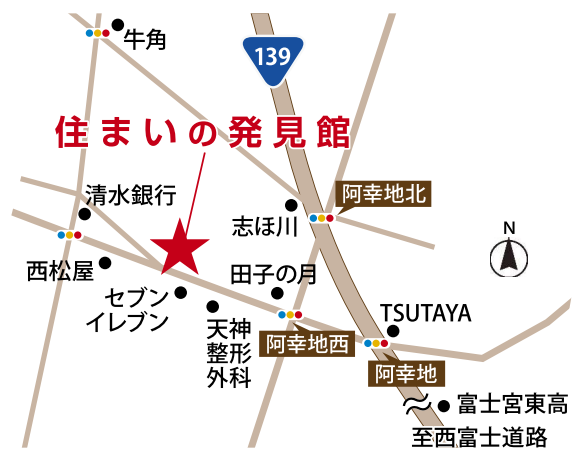 牛角
139
住まいの発見館
阿幸地北
清水銀行
志ほ川
N
西松屋
田子の月
セブン
イレブン
TSUTAYA
天神
整形
外科
阿幸地西
阿幸地
富士宮東高
至西富士道路